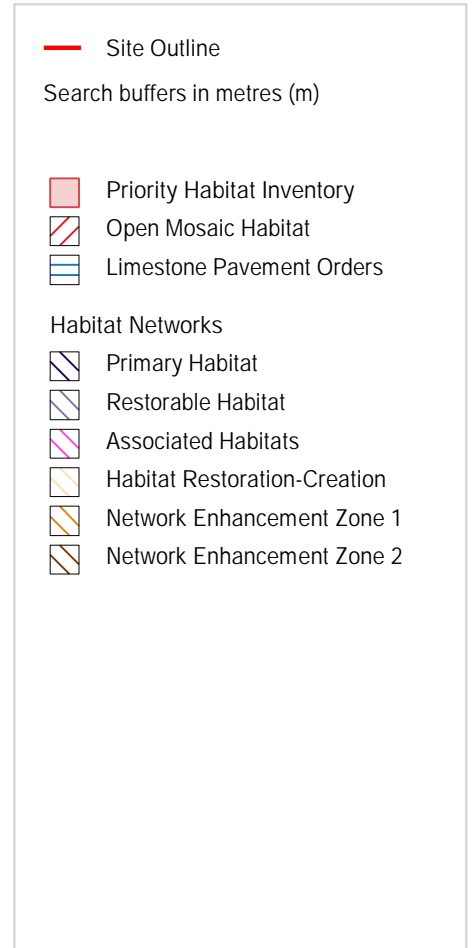 Site Outline
Search buffers in metres (m)
Priority Habitat Inventory
Open Mosaic Habitat
Limestone Pavement Orders
Habitat Networks
Primary Habitat
Restorable Habitat
Associated Habitats
Habitat Restoration-Creation
Network Enhancement Zone 1
Network Enhancement Zone 2